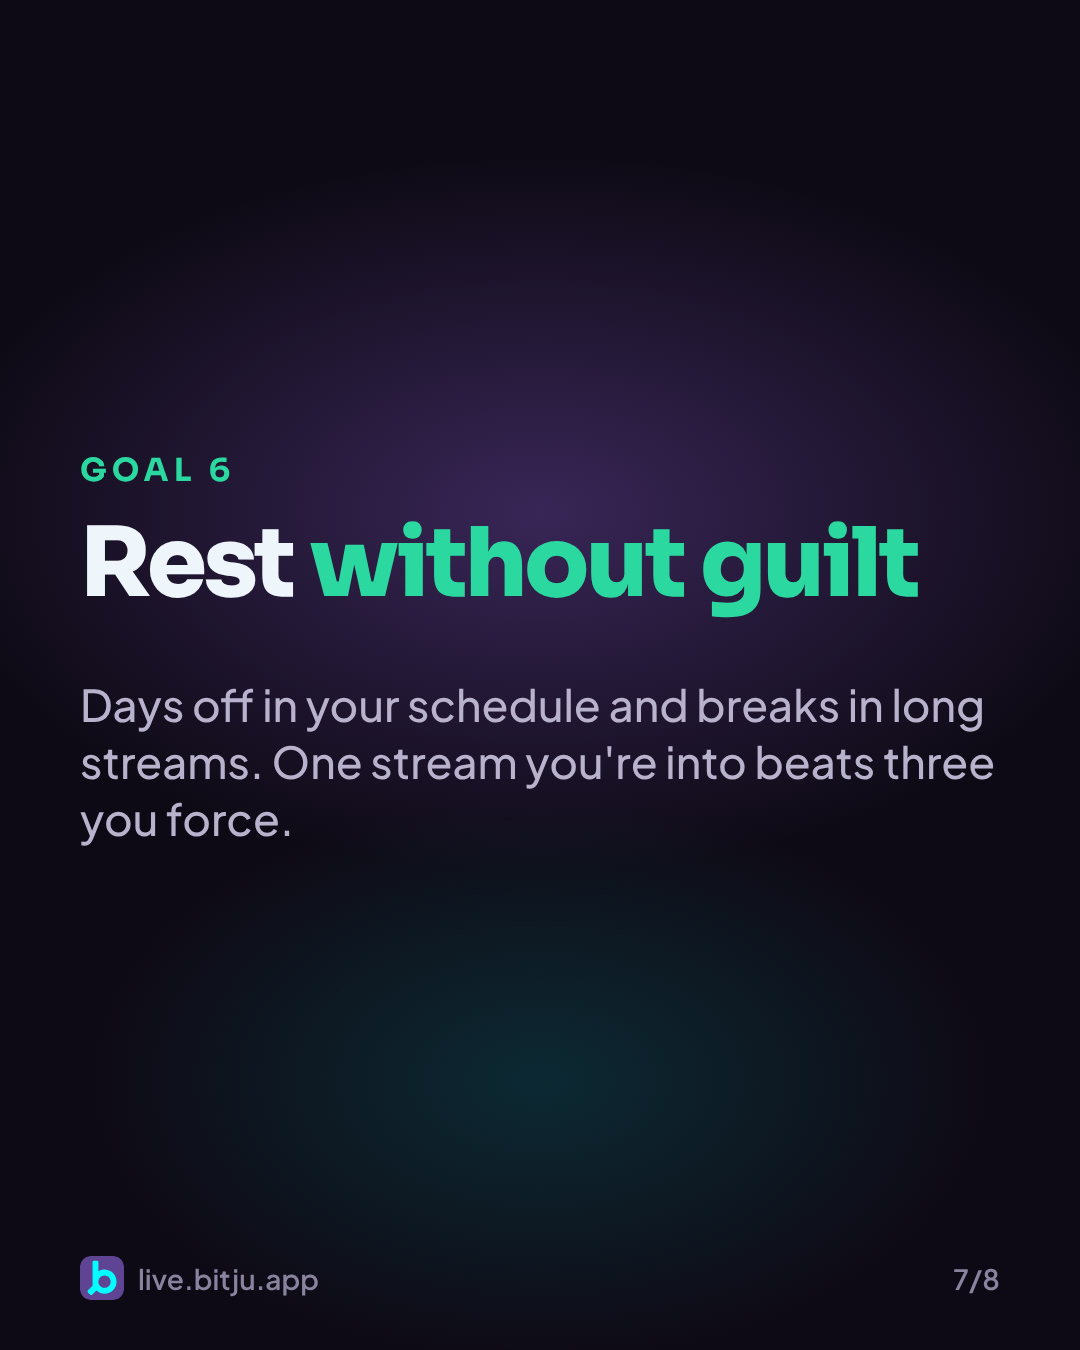 GOAL 6
Rest without guilt
Days off in your schedule and breaks in long
streams. One stream you're into beats three
you force.
live.bitju.app
7/8